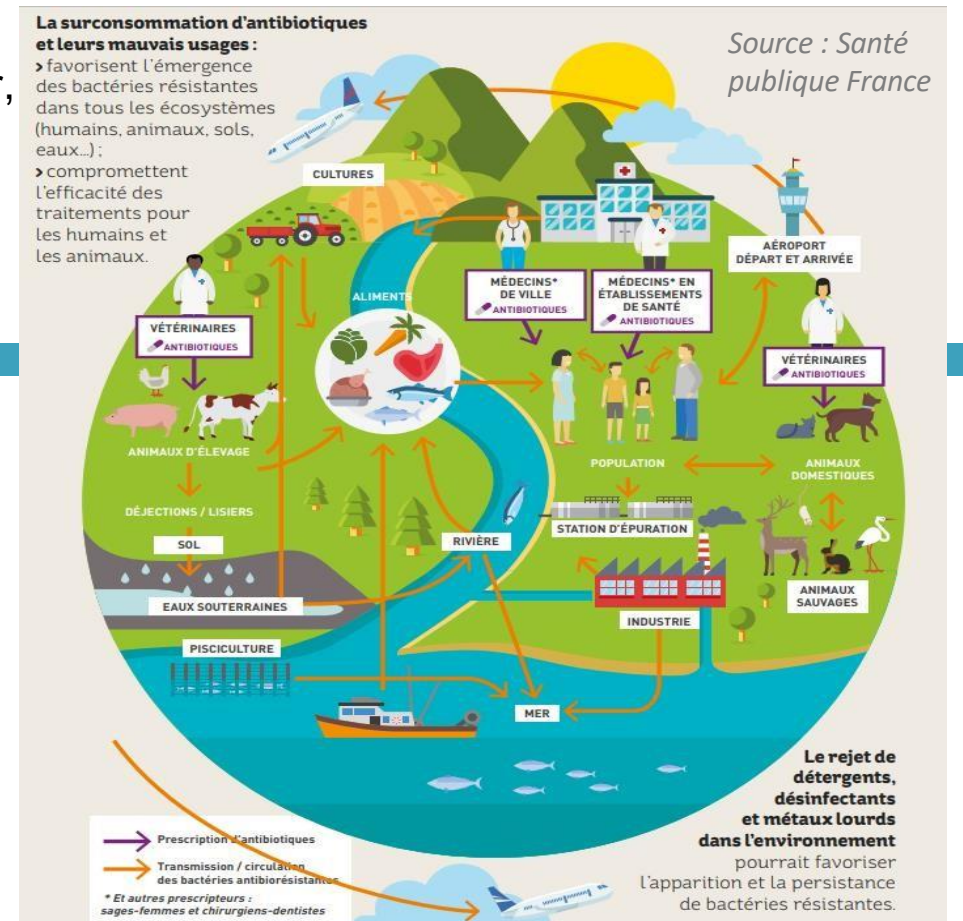 La surconsommation d'antibiotiques
et leurs mauvais usages :
> favorisent l'émergence
des bactéries résistantes
dans tous les écosystèmes
(humains, animaux, sols,
eaux...) ;
> compromettent
l'efficacité des
traitements pour
les humains et
les animaux.
Source : Santé
publique France
CULTURES
AÉROPORT
DÉPART ET ARRIVÉE
MÉDECINS*
DE VILLE
ANTIBIOTIQUES
MÉDECINS* EN
ÉTABLISSEMENTS
DE SANTÉ
ANTIBIOTIQUES
ALIMENTS
VÉTÉRINAIRES
ANTIBIOTIQUES
VÉTÉRINAIRES
ANTIBIOTIQUES
ANIMAUX D'ÉLEVAGE
POPULATION
ANIMAUX
DOMESTIQUES
DÉJECTIONS / LISIERS
STATION D'ÉPURATION
SOL
RIVIÈRE
EAUX SOUTERRAINES
ANIMAUX
SAUVAGES
INDUSTRIE
PISCICULTURE
MER
Le rejet de
détergents,
désinfectants
et métaux lourds
dans l'environnement
pourrait favoriser
l'apparition et la persistance
de bactéries résistantes.
Prescription d'antibiotiques
Transmission / circulation
des bactéries antibiorésistantes
* Et autres prescripteurs :
sages-femmes et chirurgiens-dentistes